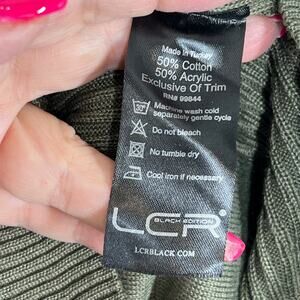 Made in Turkey
50% Cotton
50% Acrylic
Exclusive Of Trim
RN# 99844
Machine wash cold
separately gentle cycle
Do not bleach
No tumble dry
Cool iron if necessary
LCR
BLACK EDITION
LCRBLACK.COM